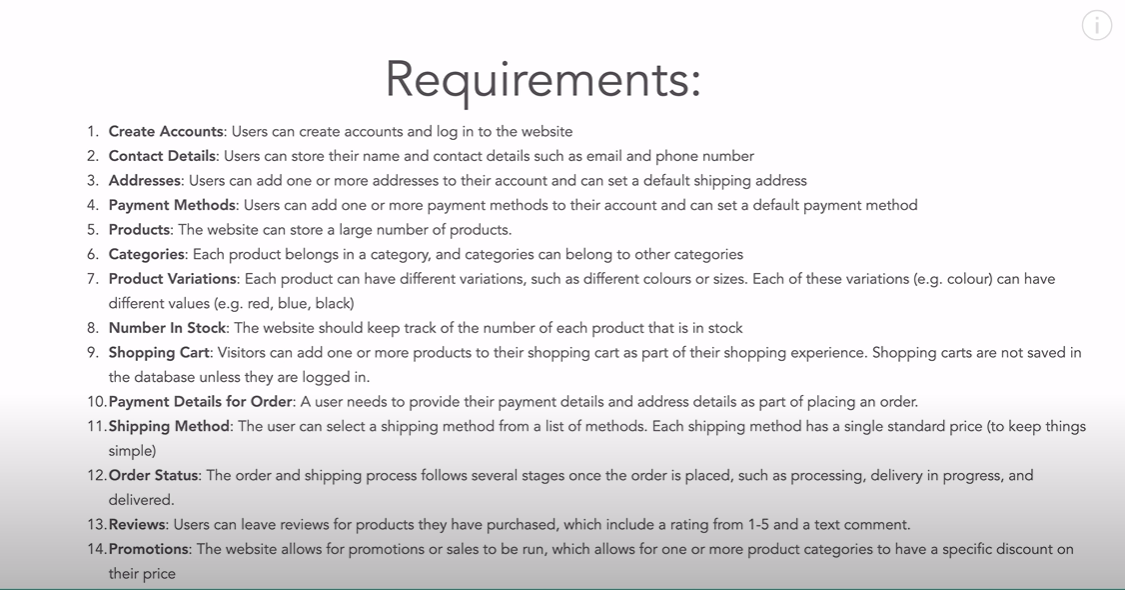 Requirements:
1. Create Accounts: Users can create accounts and log in to the website
2. Contact Details: Users can store their name and contact details such as email and phone number
3. Addresses: Users can add one or more addresses to their account and can set a default shipping address
4. Payment Methods: Users can add one or more payment methods to their account and can set a default payment method
5. Products: The website can store a large number of products.
6. Categories: Each product belongs in a category, and categories can belong to other categories
7. Product Variations: Each product can have different variations, such as different colours or sizes. Each of these variations (e.g. colour) can have
different values (e.g. red, blue, black)
8. Number In Stock: The website should keep track of the number of each product that is in stock
9. Shopping Cart: Visitors can add one or more products to their shopping cart as part of their shopping experience. Shopping carts are not saved in
the database unless they are logged in.
10. Payment Details for Order: A user needs to provide their payment details and address details as part of placing an order.
11. Shipping Method: The user can select a shipping method from a list of methods. Each shipping method has a single standard price (to keep things
simple)
12. Order Status: The order and shipping process follows several stages once the order is placed, such as processing, delivery in progress, and
delivered.
13. Reviews: Users can leave reviews for products they have purchased, which include a rating from 1-5 and a text comment.
14. Promotions: The website allows for promotions or sales to be run, which allows for one or more product categories to have a specific discount on
their price